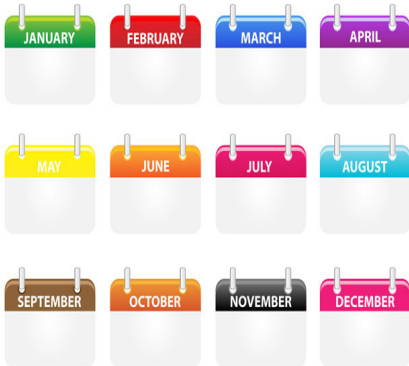 JANUARY
FEBRUARY
MARCH
APRIL
MAY
JUNE
JULY
AUGUST
SEPTEMBER
OCTOBER
NOVEMBER
DECEMBER